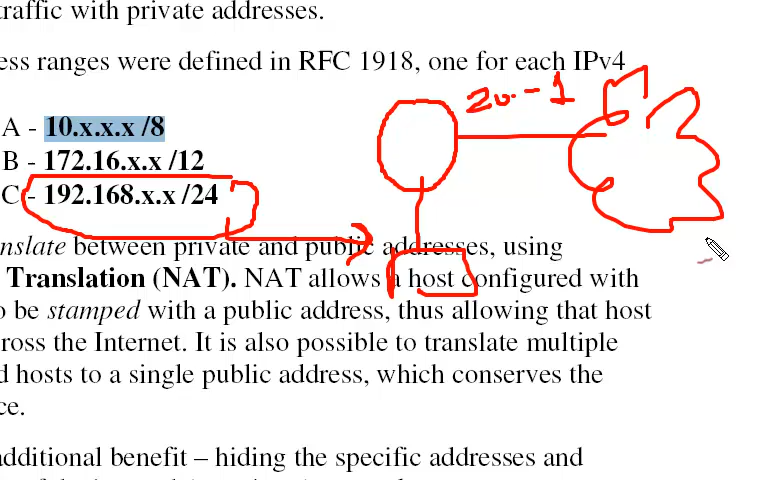 traffic with private addresses.
ess ranges were defined in RFC 1918, one for each IPv4
A - 10.x.x.x /8
B - 172.16.x.x /12
C - 192.168.x.x /24
nslate between private and public addresses, using
Translation (NAT). NAT allows a host configured with
o be stamped with a public address, thus allowing that host
cross the Internet. It is also possible to translate multiple
d hosts to a single public address, which conserves the
ce.
additional benefit – hiding the specific addresses and